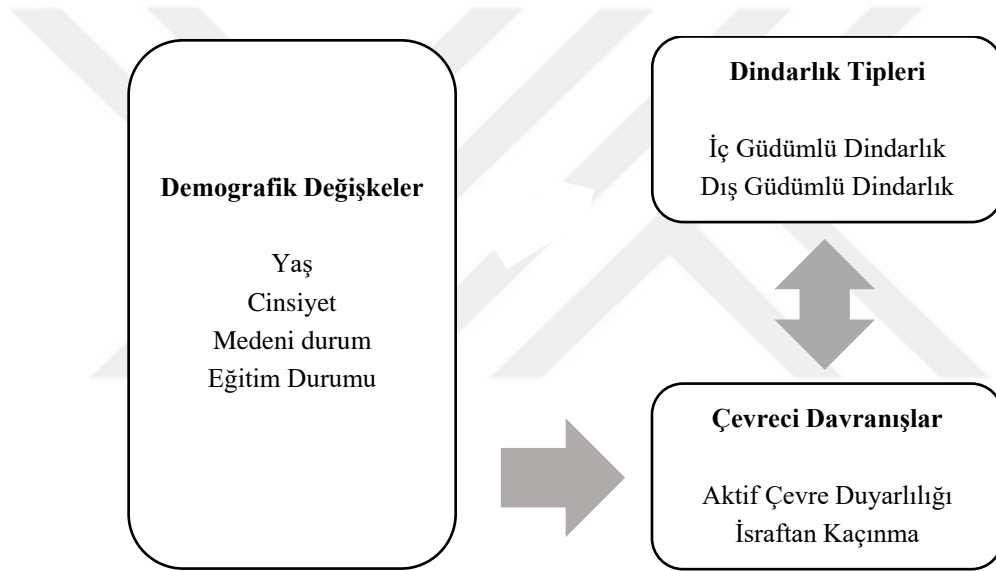 Demografik Değişkeler
Yaş
Cinsiyet
Medeni durum
Eğitim Durumu
Dindarlık Tipleri
İç Güdümlü Dindarlık
Dış Güdümlü Dindarlık
Çevreci Davranışlar
Aktif Çevre Duyarlılığı
İsraftan Kaçınma